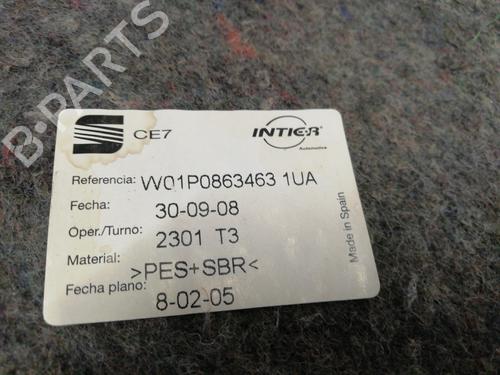 B-PARTS
CE7
INTIER
Automotive
Referencia: W01P0863463 1UA
Fecha: 30-09-08
Oper./Turno: 2301 T3
Material: >PES+SBR<
Fecha plano: 8-02-05
Made in Spain